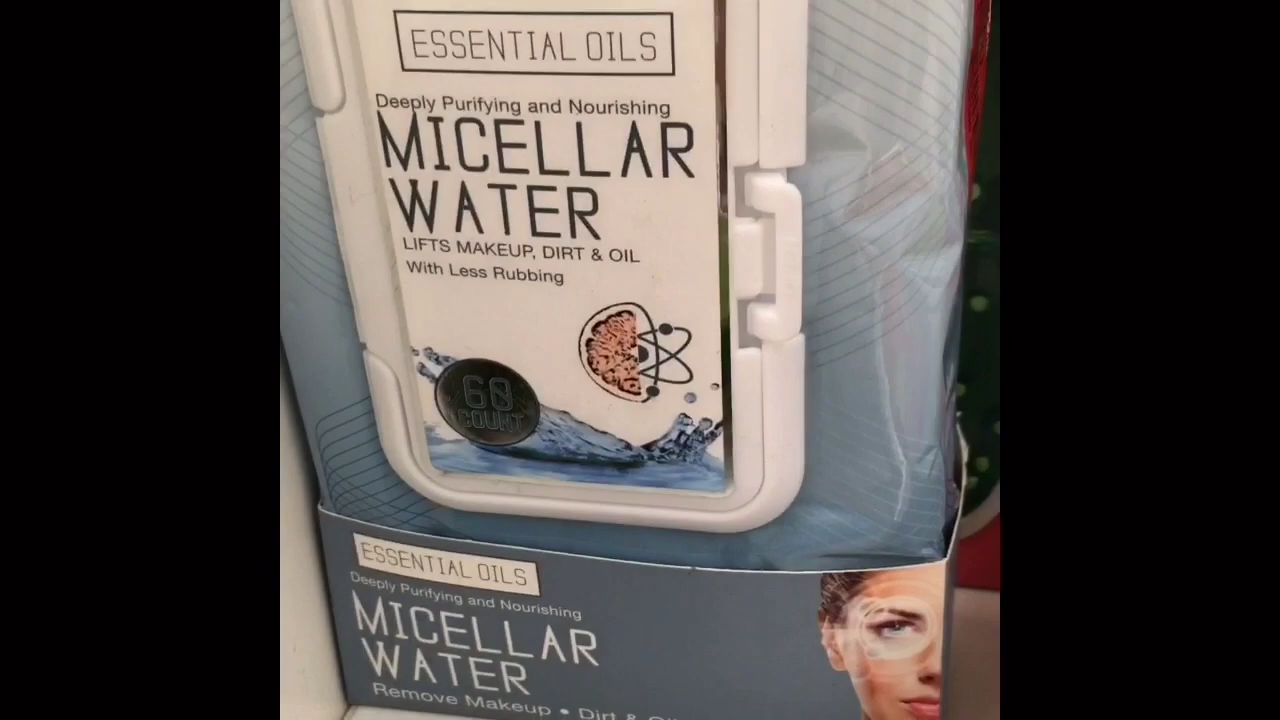 ESSENTIAL OILS
Deeply Purifying and Nourishing
MICELLAR
WATER
LIFTS MAKEUP, DIRT & OIL
With Less Rubbing
60
COUNT
ESSENTIAL OILS
Deeply Purifying and Nourishing
MICELLAR
WATER
Remove Makeup • Dirt &